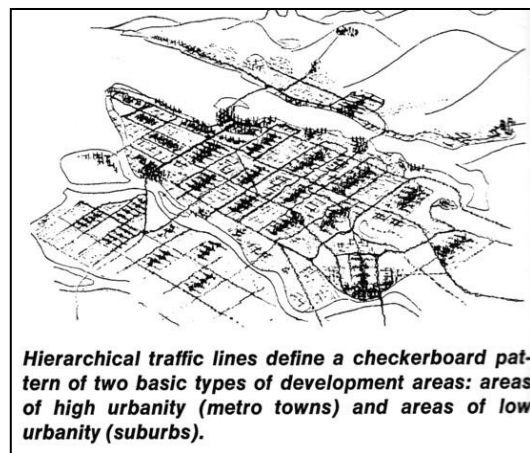 Hierarchical traffic lines define a checkerboard pat-
tern of two basic types of development areas: areas
of high urbanity (metro towns) and areas of low
urbanity (suburbs).